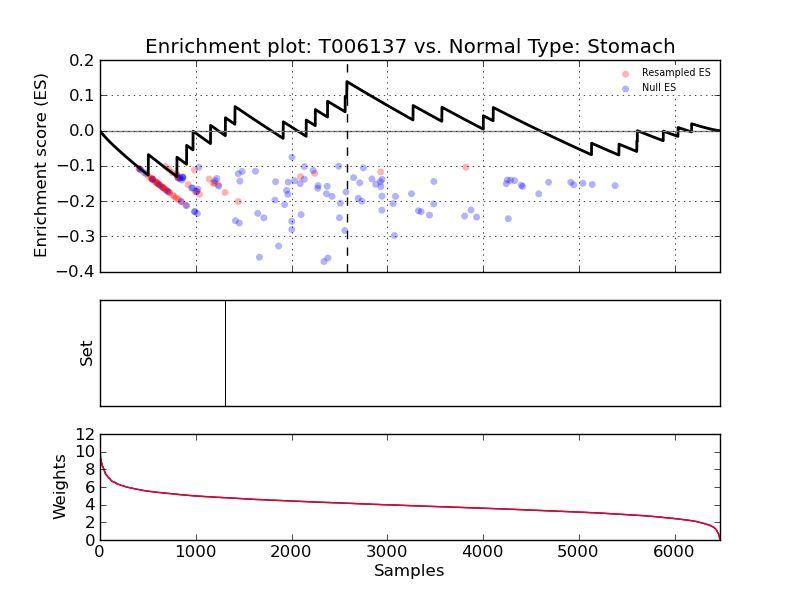 Enrichment plot: T006137 vs. Normal Type: Stomach
Enrichment score (ES)
0.2
0.1
0.0
−0.1
−0.2
−0.3
−0.4
Resampled ES
Null ES
Set
Weights
12
10
8
6
4
2
0
0 1000 2000 3000 4000 5000 6000
Samples